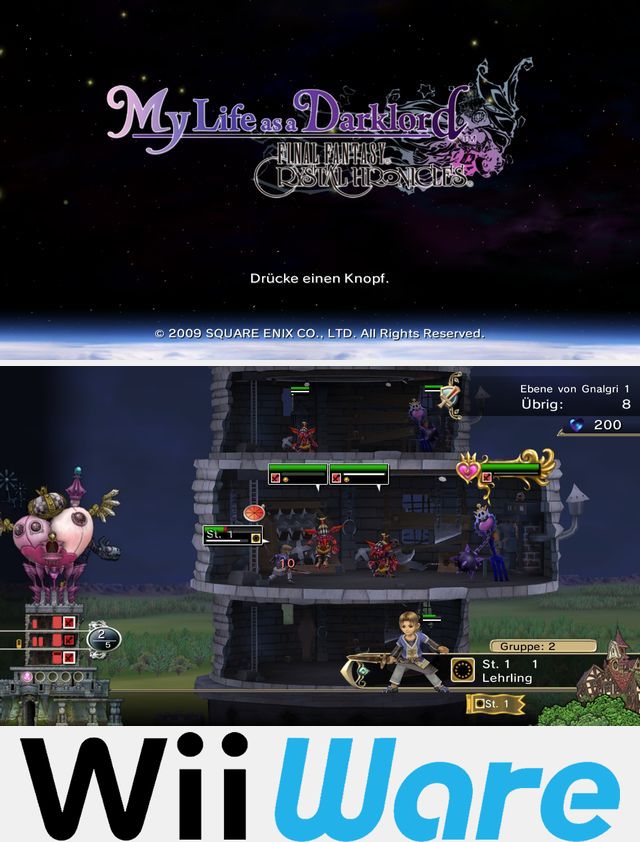 My Life as a Darklord
FINAL FANTASY
CRYSTAL CHRONICLES
Drücke einen Knopf.
© 2009 SQUARE ENIX CO., LTD. All Rights Reserved.
Ebene von Gnalgri 1
Übrig: 8
200
St. 1
10
2
5
Gruppe: 2
St. 1 1
Lehrling
St. 1
WiiWare